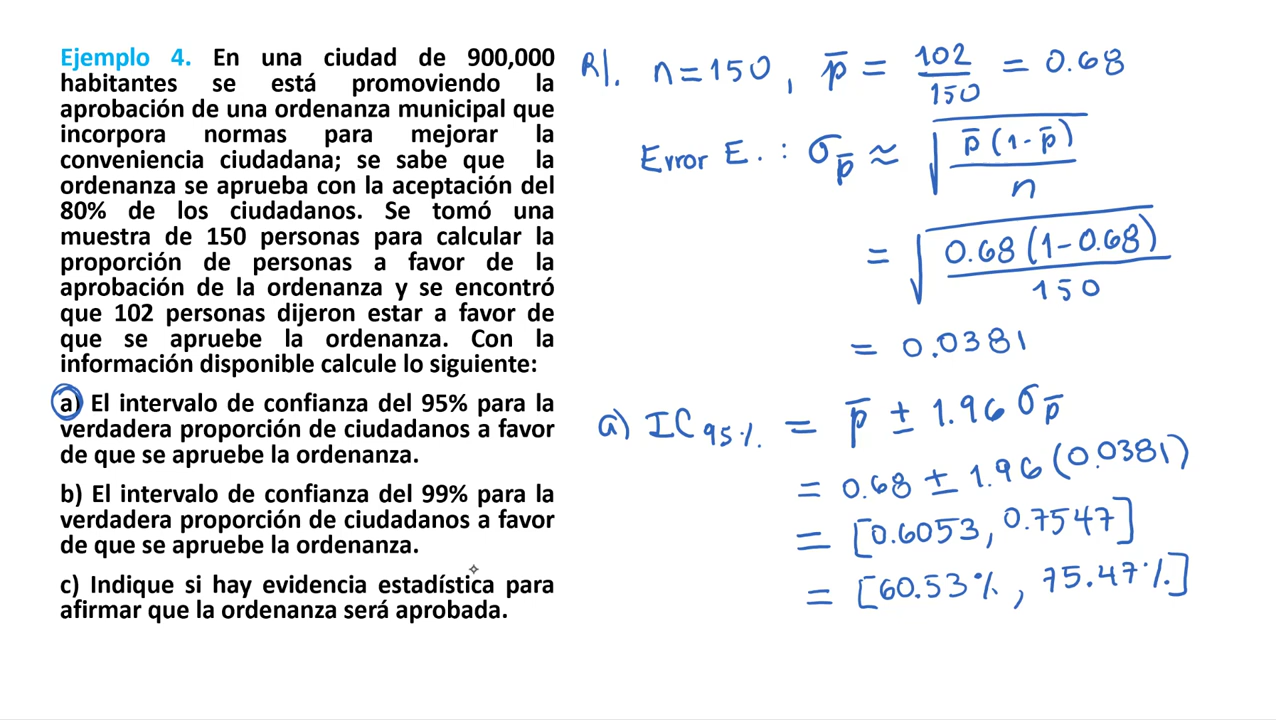 Ejemplo 4. En una ciudad de 900,000
habitantes se está promoviendo la
aprobación de una ordenanza municipal que
incorpora normas para mejorar la
conveniencia ciudadana; se sabe que la
ordenanza se aprueba con la aceptación del
80% de los ciudadanos. Se tomó una
muestra de 150 personas para calcular la
proporción de personas a favor de la
aprobación de la ordenanza y se encontró
que 102 personas dijeron estar a favor de
que se apruebe la ordenanza. Con la
información disponible calcule lo siguiente:
a) El intervalo de confianza del 95% para la
verdadera proporción de ciudadanos a favor
de que se apruebe la ordenanza.
b) El intervalo de confianza del 99% para la
verdadera proporción de ciudadanos a favor
de que se apruebe la ordenanza.
c) Indique si hay evidencia estadística para
afirmar que la ordenanza será aprobada.
R/. n=150, p̅ = 102/150 = 0.68
Error E. : σp̅ ≈ √(p̅(1-p̅)/n)
= √(0.68(1-0.68)/150)
= 0.0381
a) IC95%. = p̅ ± 1.96 σp̅
= 0.68 ± 1.96 (0.0381)
= [0.6053, 0.7547]
= [60.53%, 75.47%]